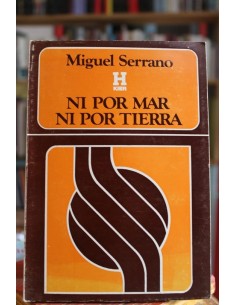 Miguel Serrano
NI POR MAR
NI POR TIERRA